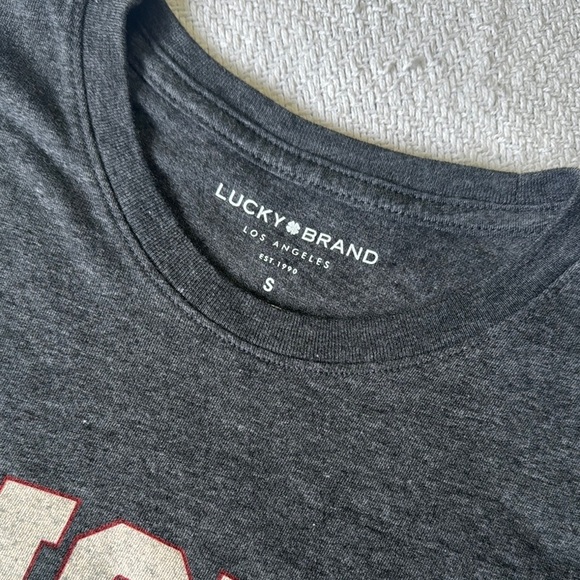 LUCKY BRAND
LOS ANGELES
EST. 1990
S